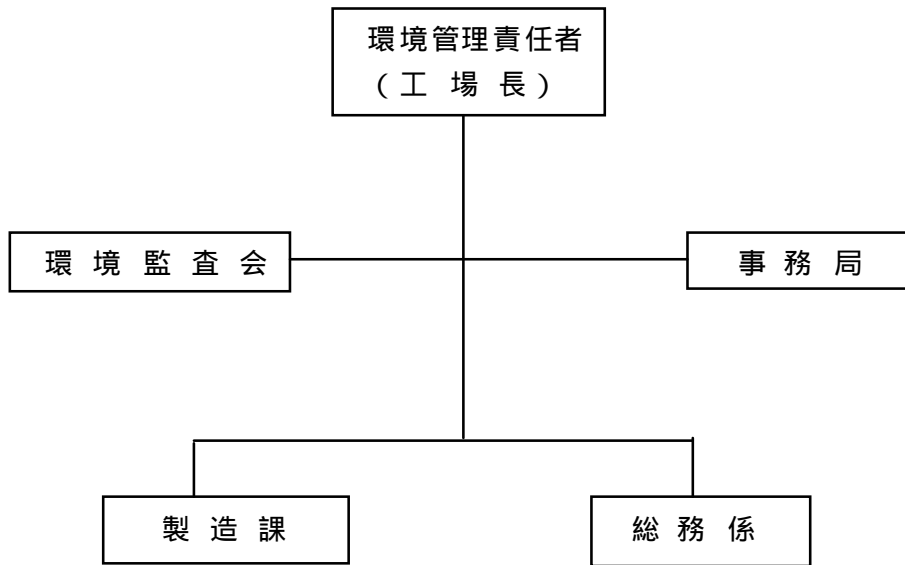 環境管理責任者
(工場長)
環境監査会
事務局
製造課
総務係